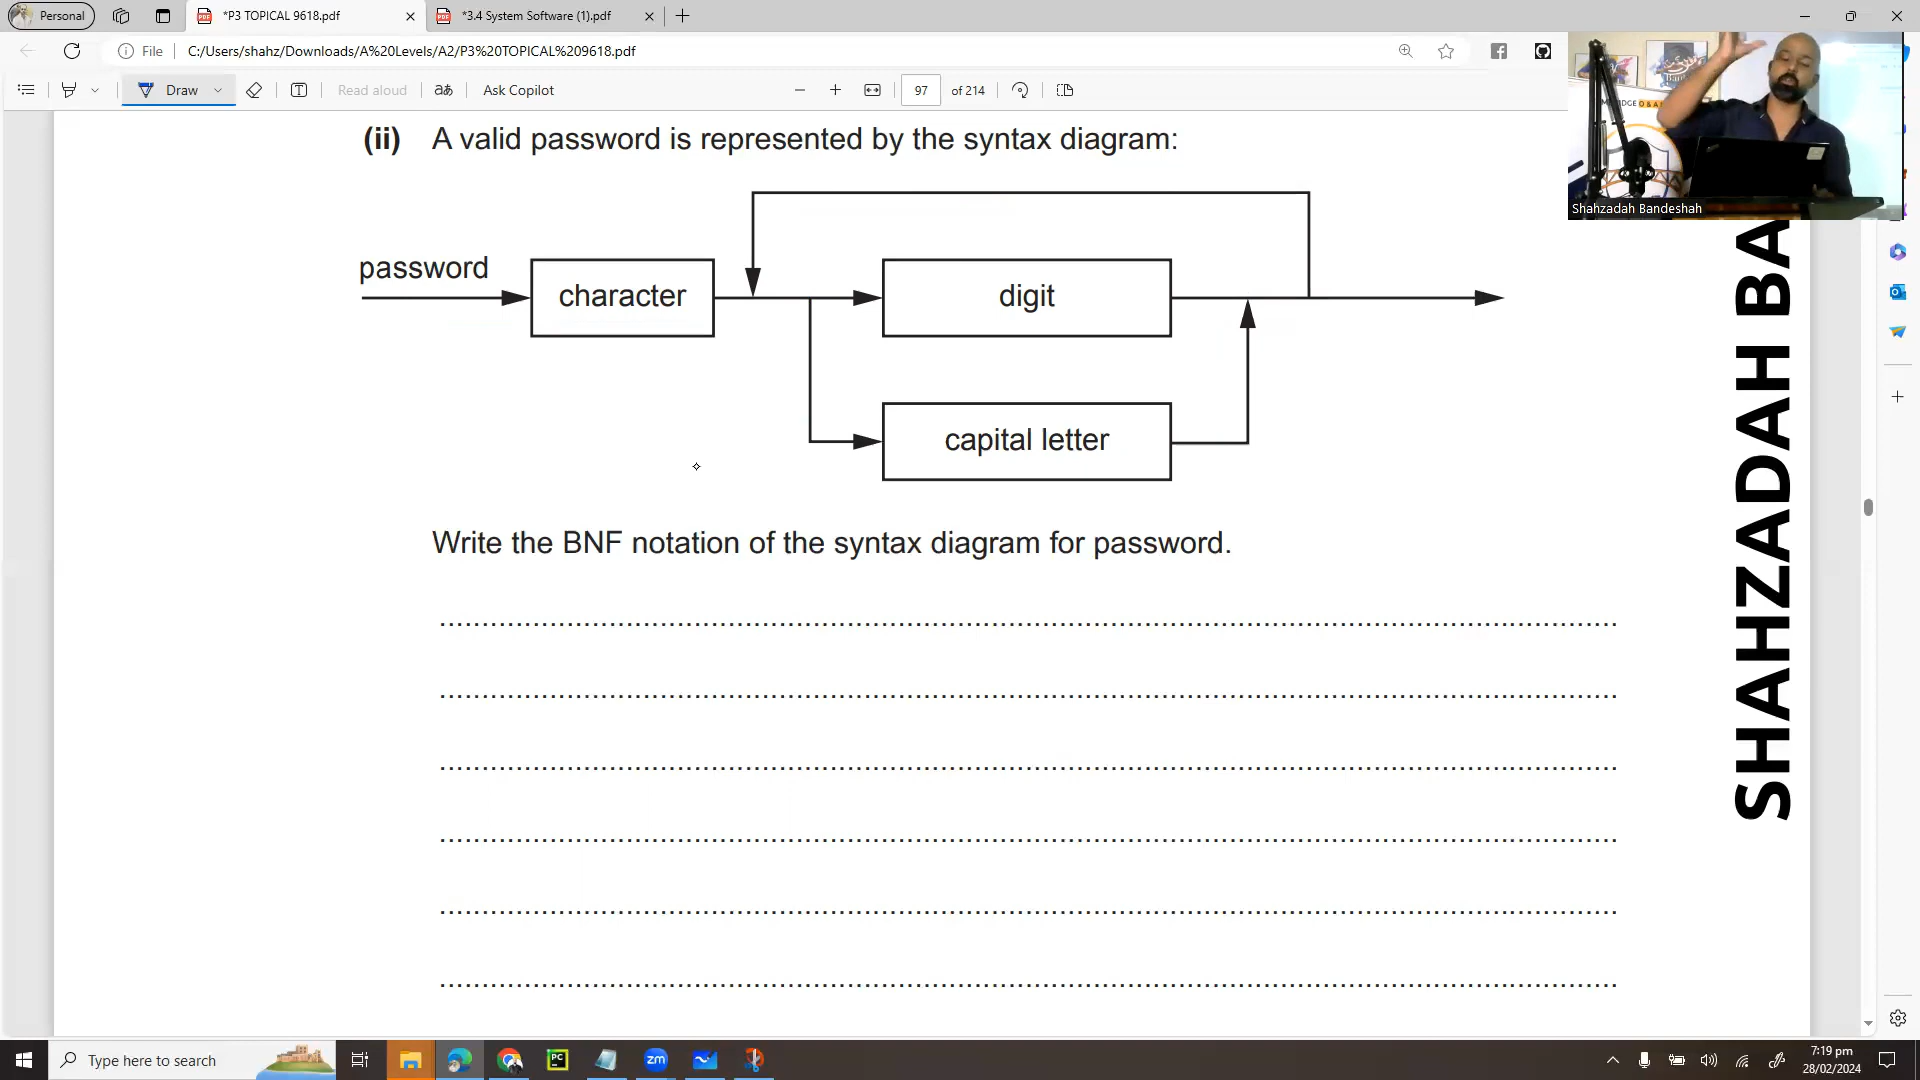 Personal
*P3 TOPICAL 9618.pdf
*3.4 System Software (1).pdf
File
C:/Users/shahz/Downloads/A%20Levels/A2/P3%20TOPICAL%209618.pdf
Draw
Read aloud
Ask Copilot
97
of 214
(ii) A valid password is represented by the syntax diagram:
password
character
digit
capital letter
Write the BNF notation of the syntax diagram for password.
SHAHZADAH BA
Shahzadah Bandeshah
Type here to search
PC
zm
7:19 pm
28/02/2024